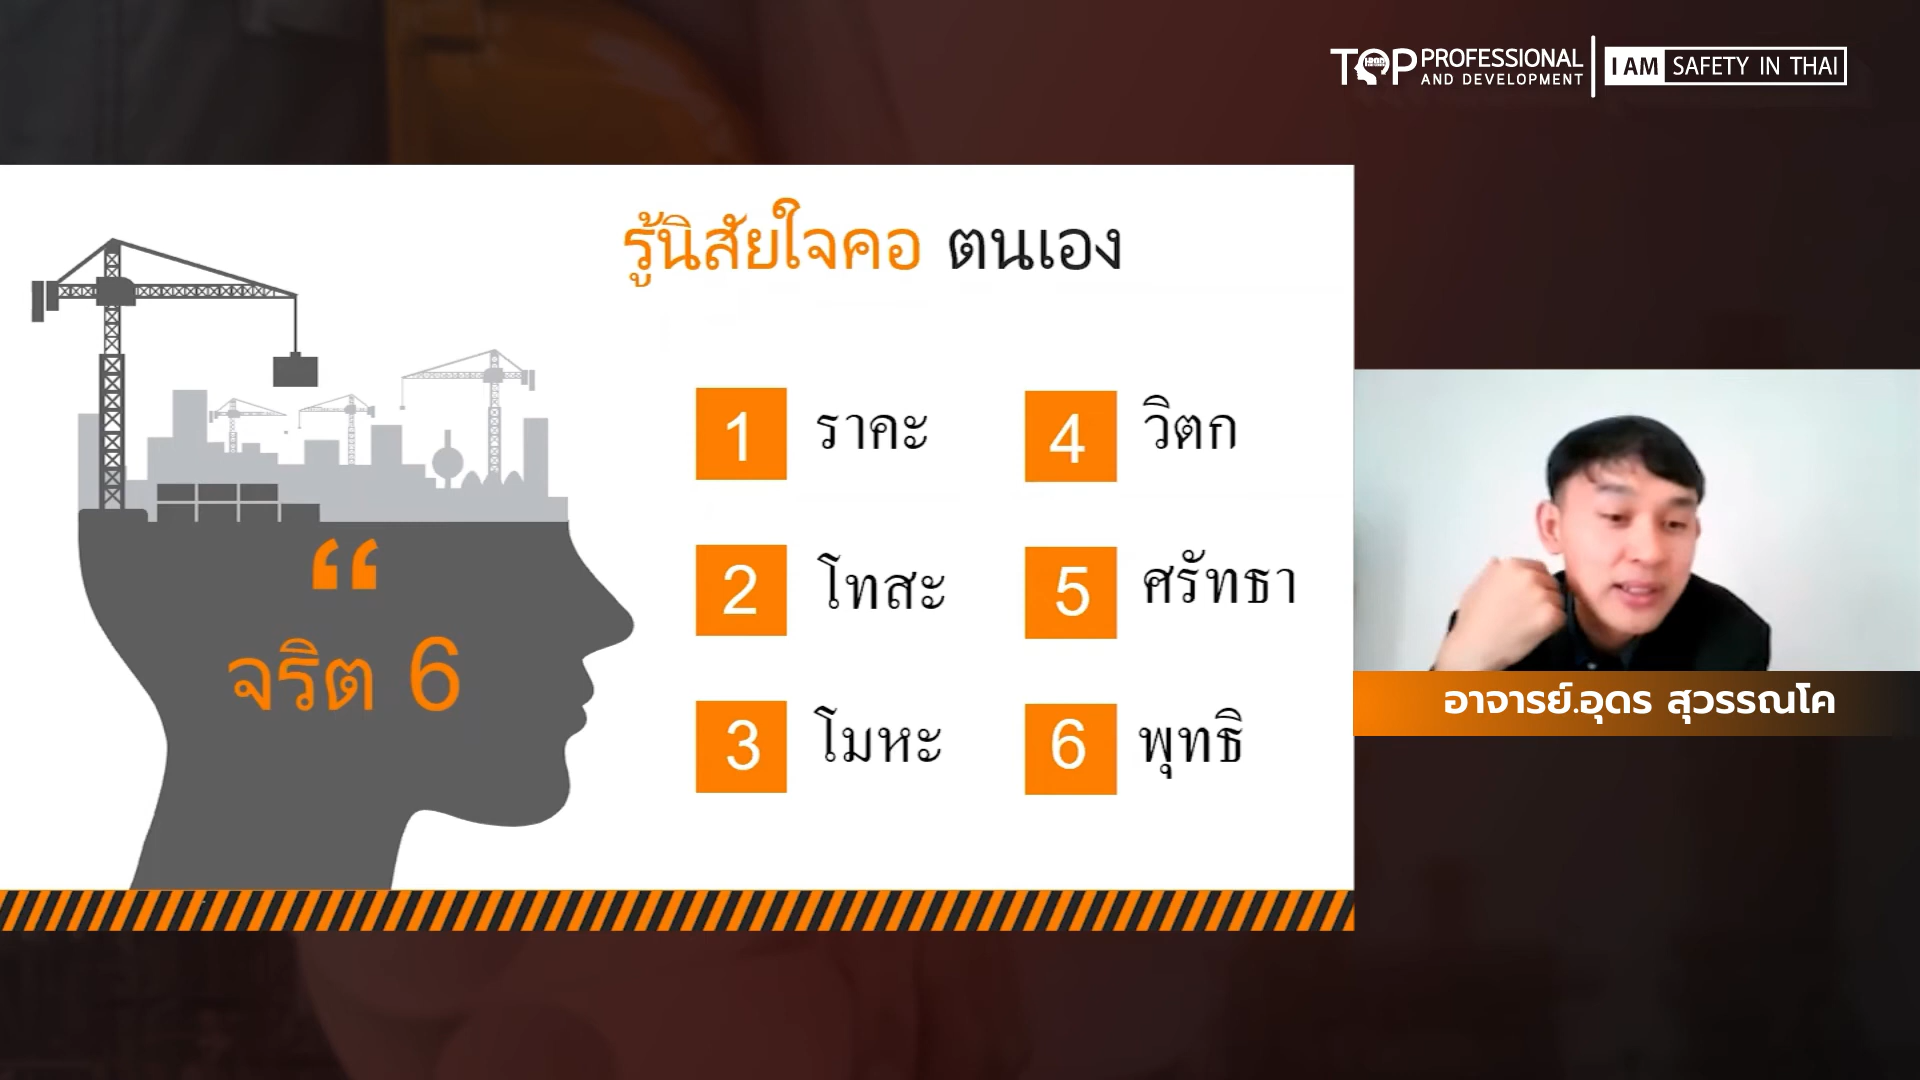 TOP PROFESSIONAL AND DEVELOPMENT
I AM SAFETY IN THAI
รู้นิสัยใจคอ ตนเอง
“
จริต 6
1 ราคะ
2 โทสะ
3 โมหะ
4 วิตก
5 ศรัทธา
6 พุทธิ
อาจารย์.อุดร สุวรรณโค